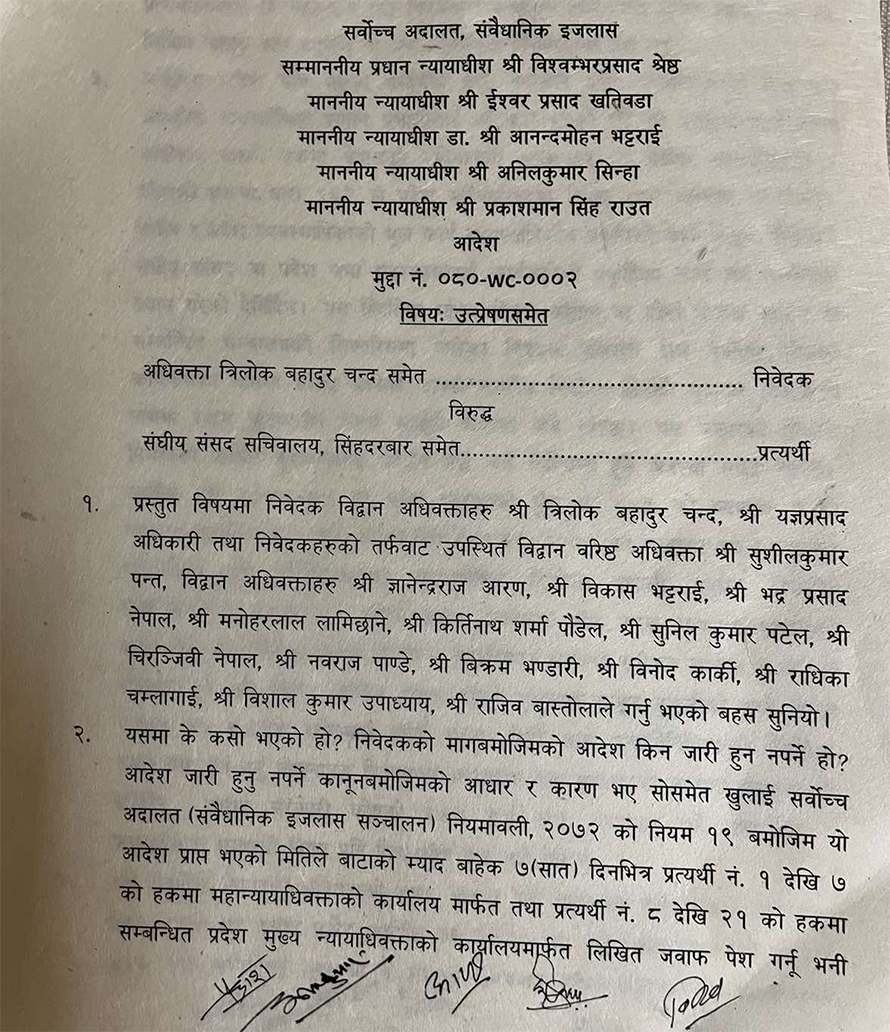 सर्वोच्च अदालत, संवैधानिक इजलास
सम्माननीय प्रधान न्यायाधीश श्री विश्वम्भरप्रसाद श्रेष्ठ
माननीय न्यायाधीश श्री ईश्वर प्रसाद खतिवडा
माननीय न्यायाधीश डा. श्री आनन्दमोहन भट्टराई
माननीय न्यायाधीश श्री अनिलकुमार सिन्हा
माननीय न्यायाधीश श्री प्रकाशमान सिंह राउत
आदेश
मुद्दा नं. ०८०-WC-०००२
विषयः उत्प्रेषणसमेत
अधिवक्ता त्रिलोक बहादुर चन्द समेत ................................................ निवेदक
विरुद्ध
संघीय संसद सचिवालय, सिंहदरबार समेत..............................................प्रत्यर्थी
१. प्रस्तुत विषयमा निवेदक विद्वान अधिवक्ताहरु श्री त्रिलोक बहादुर चन्द, श्री यज्ञप्रसाद
अधिकारी तथा निवेदकहरुको तर्फवाट उपस्थित विद्वान वरिष्ठ अधिवक्ता श्री सुशीलकुमार
पन्त, विद्वान अधिवक्ताहरु श्री ज्ञानेन्द्रराज आरण, श्री विकास भट्टराई, श्री भद्र प्रसाद
नेपाल, श्री मनोहरलाल लामिछाने, श्री किर्तिनाथ शर्मा पौडेल, श्री सुनिल कुमार पटेल, श्री
चिरञ्जिवी नेपाल, श्री नवराज पाण्डे, श्री बिक्रम भण्डारी, श्री विनोद कार्की, श्री राधिका
चम्लागाई, श्री विशाल कुमार उपाध्याय, श्री राजिव बास्तोलाले गर्नु भएको बहस सुनियो।
२. यसमा के कसो भएको हो? निवेदकको मागबमोजिमको आदेश किन जारी हुन नपर्ने हो?
आदेश जारी हुनु नपर्ने कानूनबमोजिमको आधार र कारण भए सोसमेत खुलाई सर्वोच्च
अदालत (संवैधानिक इजलास सञ्चालन) नियमावली, २०७२ को नियम १९ बमोजिम यो
आदेश प्राप्त भएको मितिले बाटाको म्याद बाहेक ७(सात) दिनभित्र प्रत्यर्थी नं. १ देखि ७
को हकमा महान्यायाधिवक्ताको कार्यालय मार्फत तथा प्रत्यर्थी नं. ८ देखि २१ को हकमा
सम्बन्धित प्रदेश मुख्य न्यायाधिवक्ताको कार्यालयमार्फत लिखित जवाफ पेश गर्नू भनी